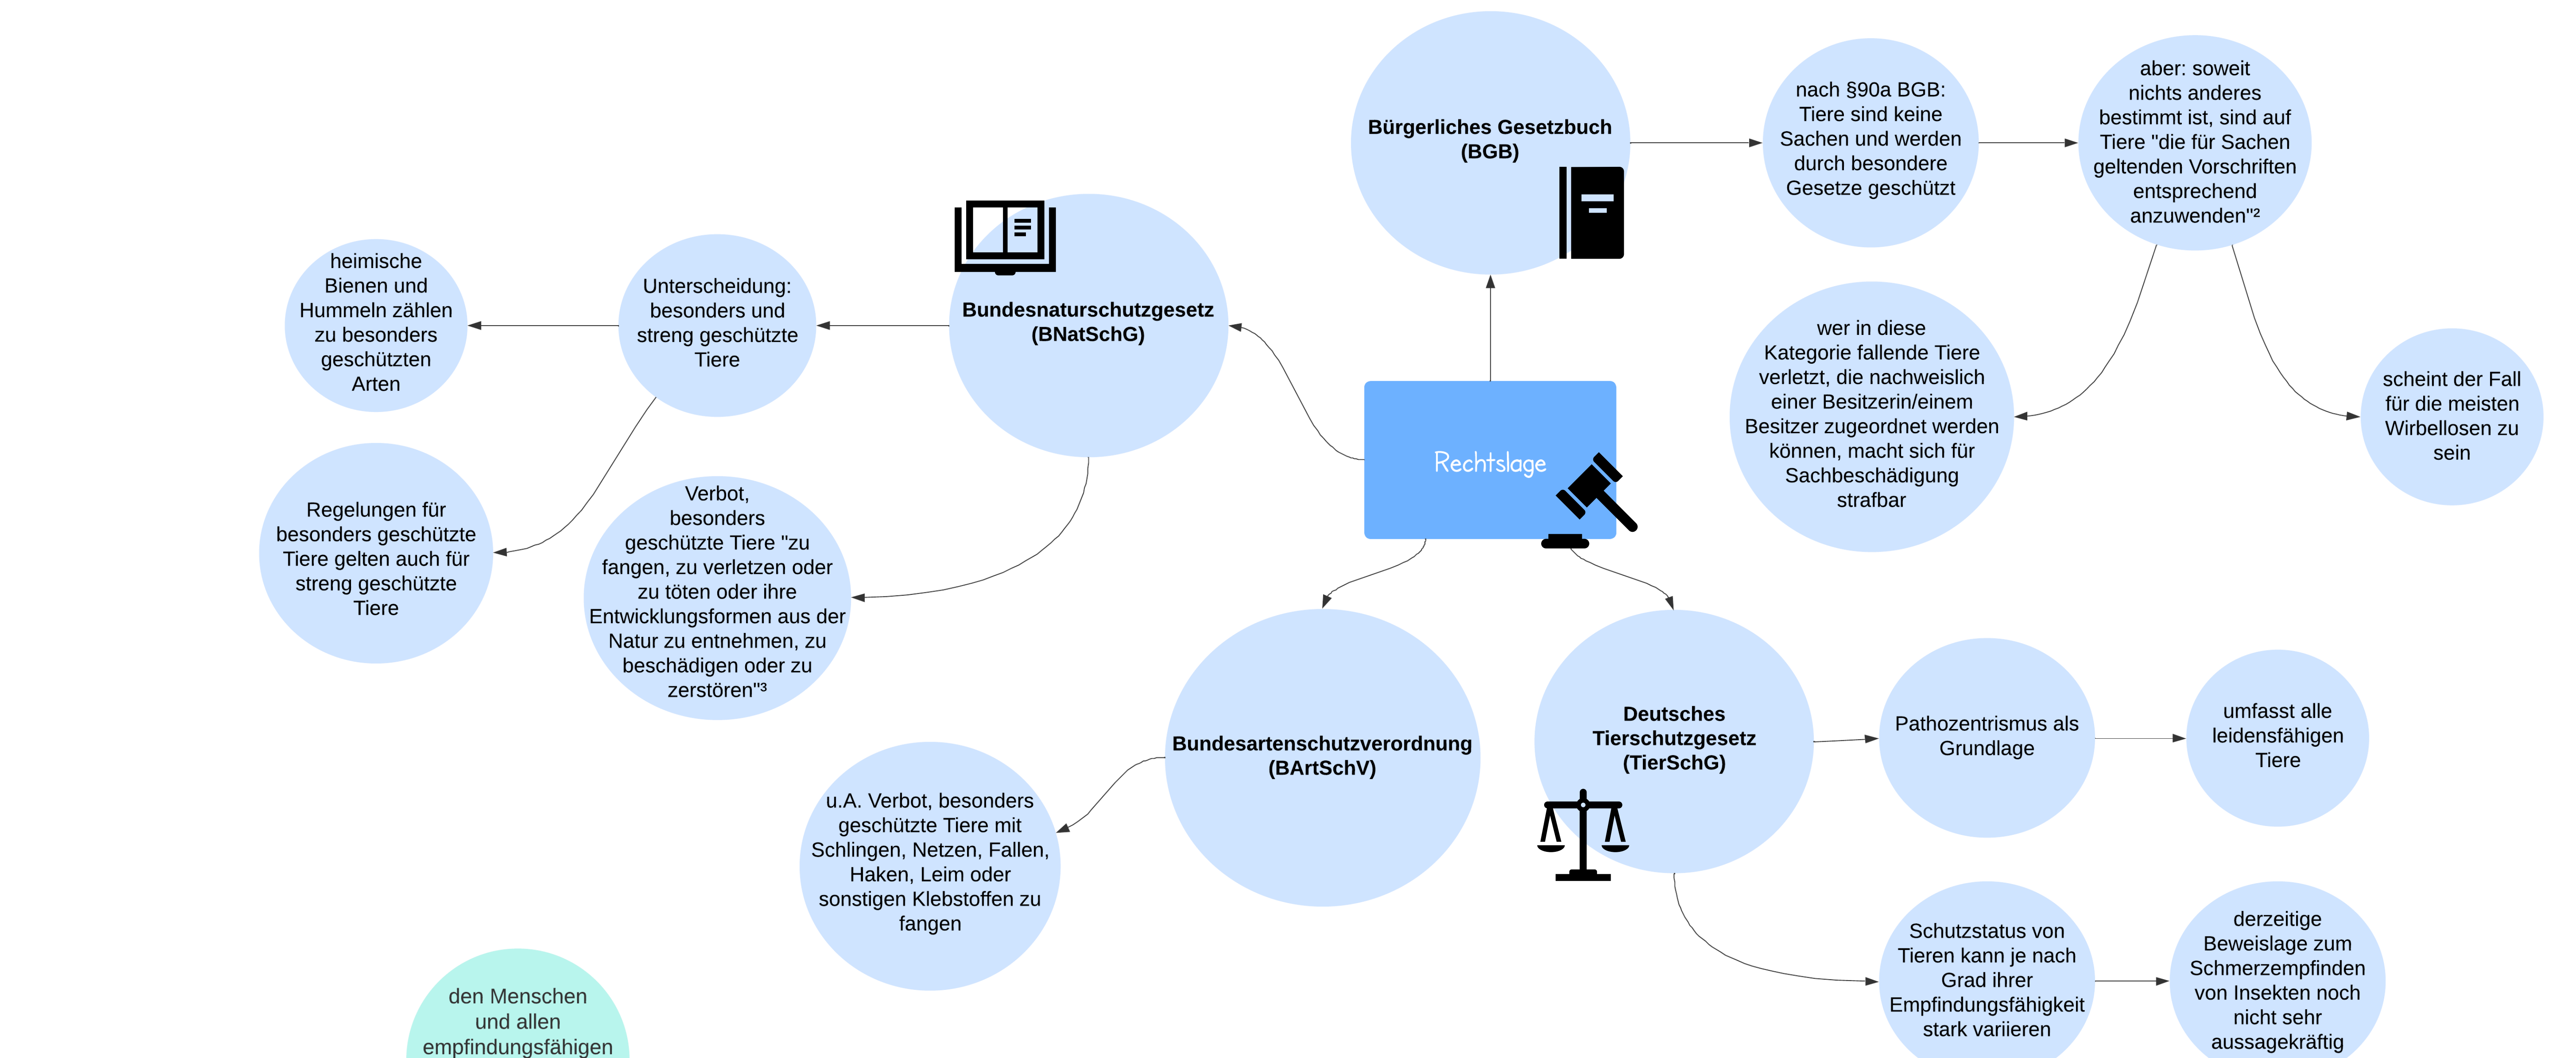 Bürgerliches Gesetzbuch
(BGB)
nach §90a BGB:
Tiere sind keine
Sachen und werden
durch besondere
Gesetze geschützt
aber: soweit
nichts anderes
bestimmt ist, sind auf
Tiere "die für Sachen
geltenden Vorschriften
entsprechend
anzuwenden"²
wer in diese
Kategorie fallende Tiere
verletzt, die nachweislich
einer Besitzerin/einem
Besitzer zugeordnet werden
können, macht sich für
Sachbeschädigung
strafbar
scheint der Fall
für die meisten
Wirbellosen zu
sein
Bundesnaturschutzgesetz
(BNatSchG)
Unterscheidung:
besonders und
streng geschützte
Tiere
heimische
Bienen und
Hummeln zählen
zu besonders
geschützten
Arten
Regelungen für
besonders geschützte
Tiere gelten auch für
streng geschützte
Tiere
Verbot,
besonders
geschützte Tiere "zu
fangen, zu verletzen oder
zu töten oder ihre
Entwicklungsformen aus der
Natur zu entnehmen, zu
beschädigen oder zu
zerstören"³
Rechtslage
Bundesartenschutzverordnung
(BArtSchV)
u.A. Verbot, besonders
geschützte Tiere mit
Schlingen, Netzen, Fallen,
Haken, Leim oder
sonstigen Klebstoffen zu
fangen
Deutsches
Tierschutzgesetz
(TierSchG)
Pathozentrismus als
Grundlage
umfasst alle
leidensfähigen
Tiere
Schutzstatus von
Tieren kann je nach
Grad ihrer
Empfindungsfähigkeit
stark variieren
derzeitige
Beweislage zum
Schmerzempfinden
von Insekten noch
nicht sehr
aussagekräftig
den Menschen
und allen
empfindungsfähigen